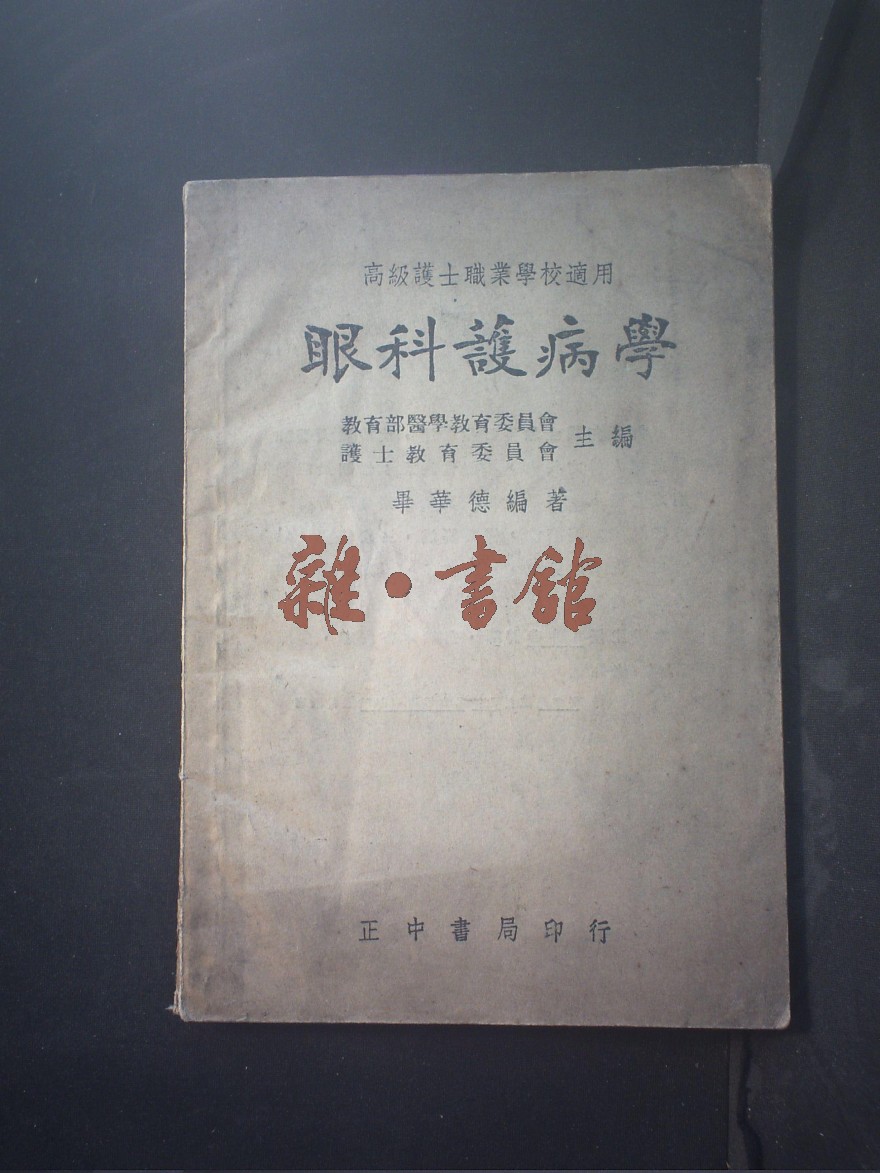 高級護士職業學校適用
眼科護病學
教育部醫學教育委員會
護士教育委員會
主編
畢華德編著
雜·書館
正中書局印行